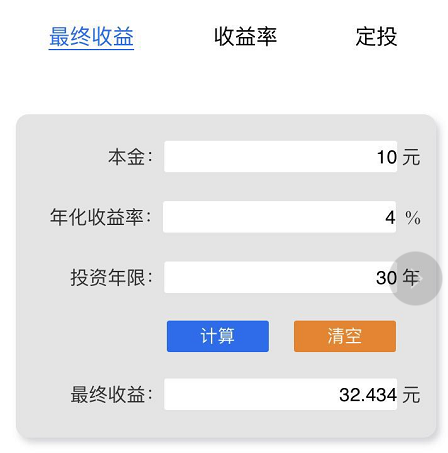 最终收益 收益率 定投
本金： 10 元
年化收益率： 4 %
投资年限： 30 年
计算 清空
最终收益： 32.434 元